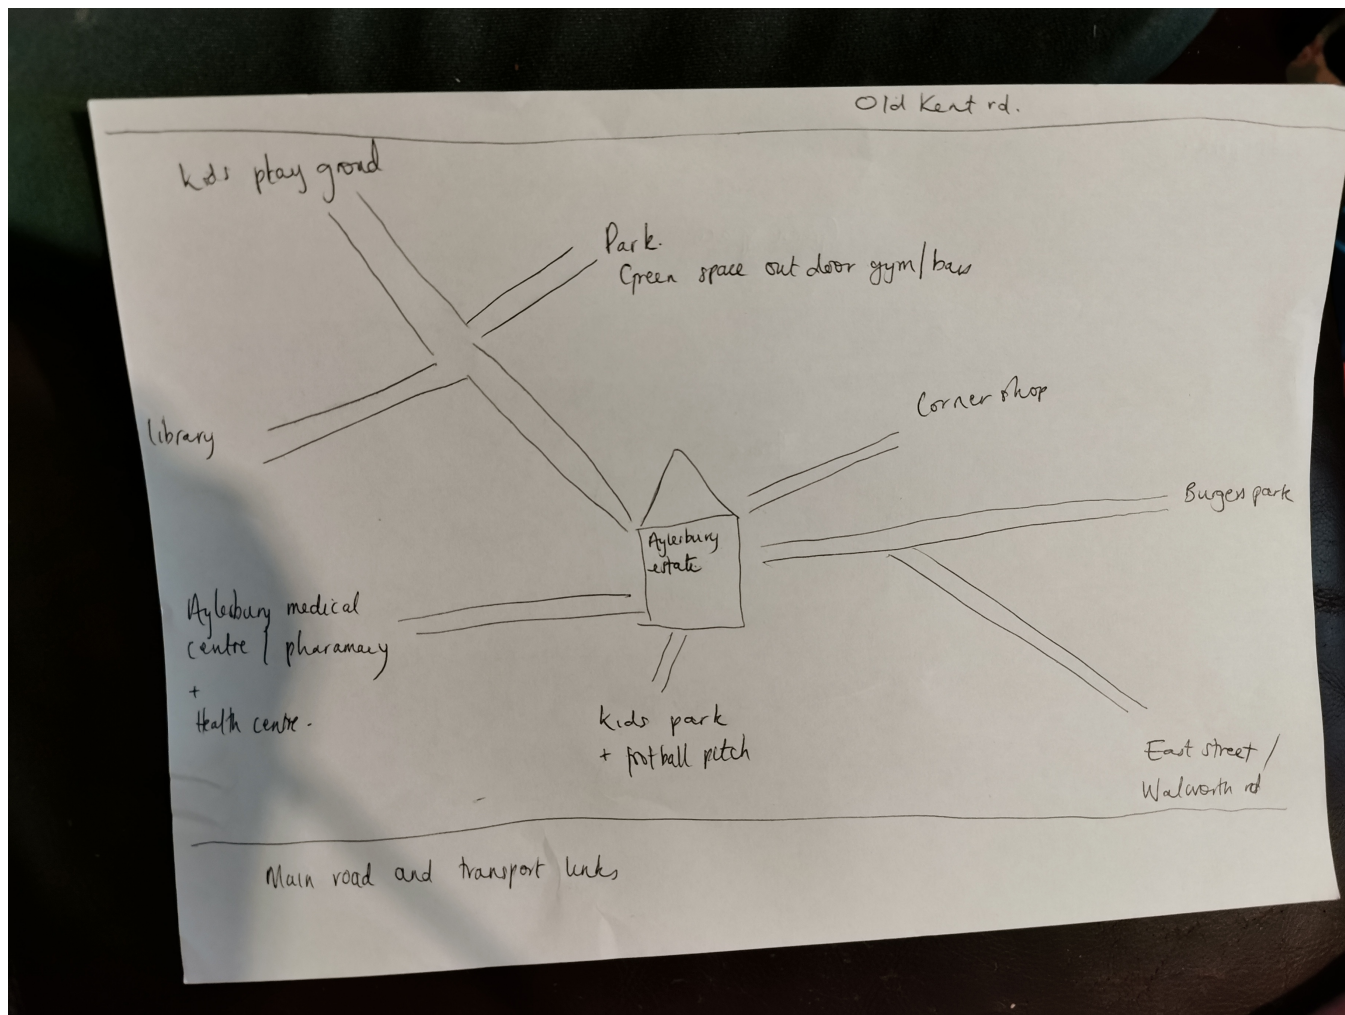 Old Kent rd.
Kids play ground
Park.
Green space out door gym/bars
Corner shop
library
Burgess park
Aylesbury
estate
Aylesbury medical
centre / pharamacy
+
Health centre.
Kids park
+ football pitch
East street /
Walworth rd
Main road and transport links